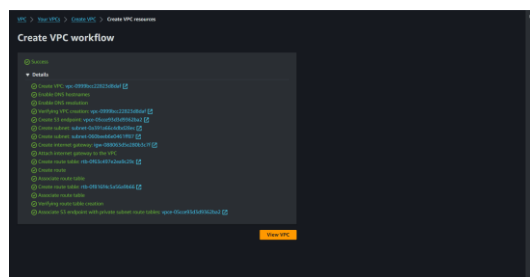 VPC > Your VPCs > Create VPC > Create VPC resources
Create VPC workflow
Success
Details
Create VPC:
Enable DNS hostnames
Enable DNS resolution
Verifying VPC creation:
Create S3 endpoint:
Create subnet:
Create subnet:
Create internet gateway:
Attach internet gateway to the VPC
Create route table:
Create route
Associate route table
Create route table:
Associate route table
Verifying route table creation
Associate S3 endpoint with private subnet route tables:
View VPC